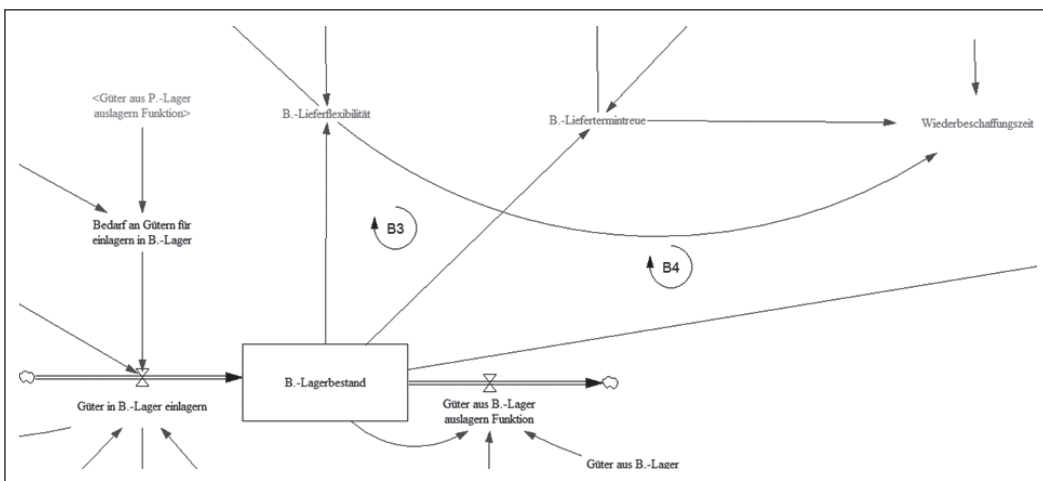 <Güter aus P.-Lager
auslagern Funktion>
B.-Lieferflexibilität
B.-Liefertermintreue
Wiederbeschaffungszeit
Bedarf an Gütern für
einlagern in B.-Lager
B3
B4
B.-Lagerbestand
Güter in B.-Lager einlagern
Güter aus B.-Lager
auslagern Funktion
Güter aus B.-Lager